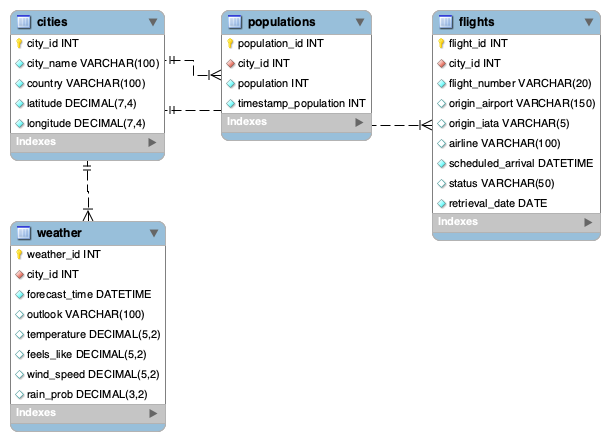 cities
city_id INT
city_name VARCHAR(100)
country VARCHAR(100)
latitude DECIMAL(7,4)
longitude DECIMAL(7,4)
Indexes
populations
population_id INT
city_id INT
population INT
timestamp_population INT
Indexes
flights
flight_id INT
city_id INT
flight_number VARCHAR(20)
origin_airport VARCHAR(150)
origin_iata VARCHAR(5)
airline VARCHAR(100)
scheduled_arrival DATETIME
status VARCHAR(50)
retrieval_date DATE
Indexes
weather
weather_id INT
city_id INT
forecast_time DATETIME
outlook VARCHAR(100)
temperature DECIMAL(5,2)
feels_like DECIMAL(5,2)
wind_speed DECIMAL(5,2)
rain_prob DECIMAL(3,2)
Indexes